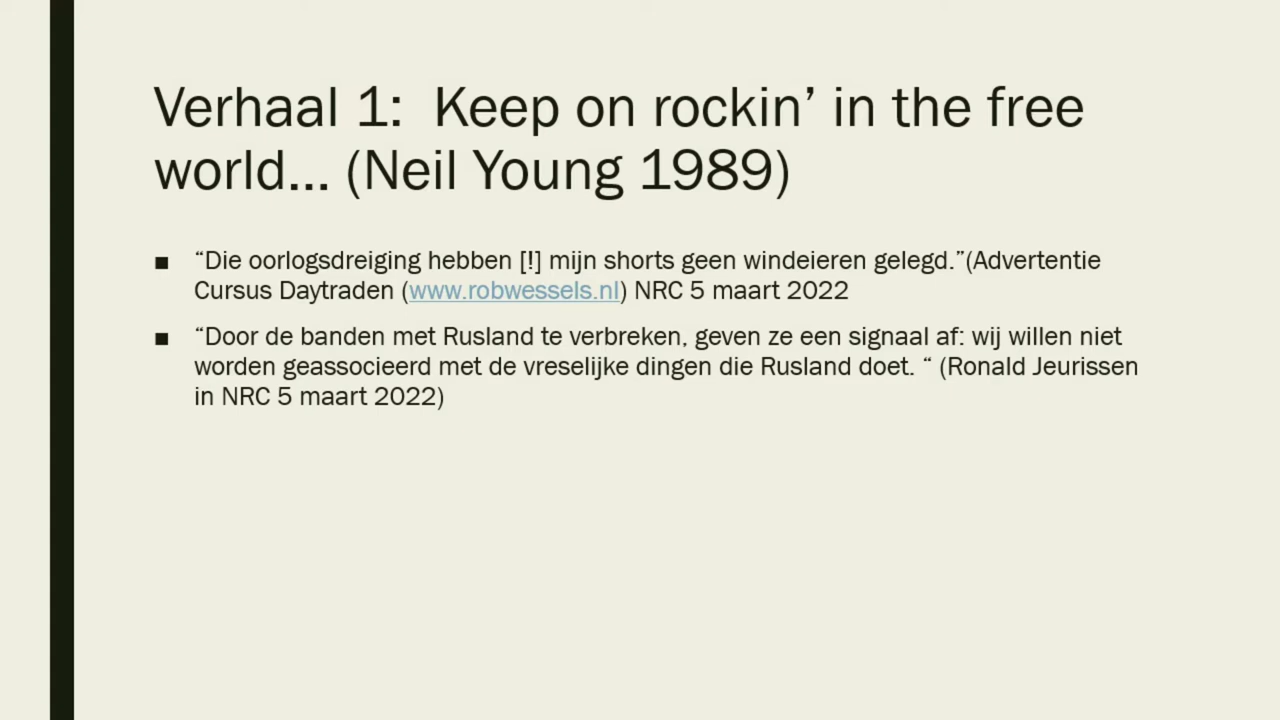 Verhaal 1:  Keep on rockin’ in the free
world... (Neil Young 1989)
■ “Die oorlogsdreiging hebben [!] mijn shorts geen windeieren gelegd.”(Advertentie
Cursus Daytraden (www.robwessels.nl) NRC 5 maart 2022
■ “Door de banden met Rusland te verbreken, geven ze een signaal af: wij willen niet
worden geassocieerd met de vreselijke dingen die Rusland doet. “ (Ronald Jeurissen
in NRC 5 maart 2022)